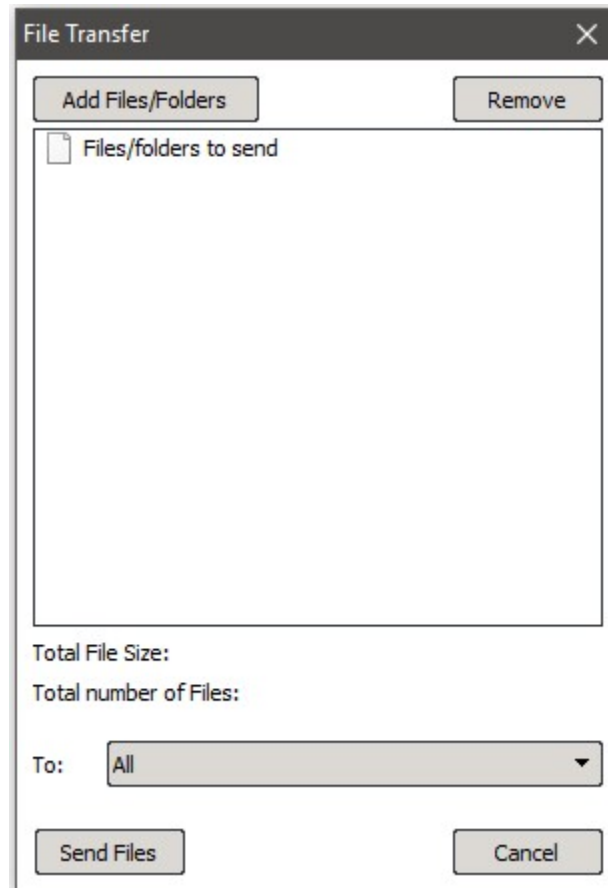 File Transfer
Add Files/Folders Remove
Files/folders to send
Total File Size:
Total number of Files:
To: All
Send Files Cancel